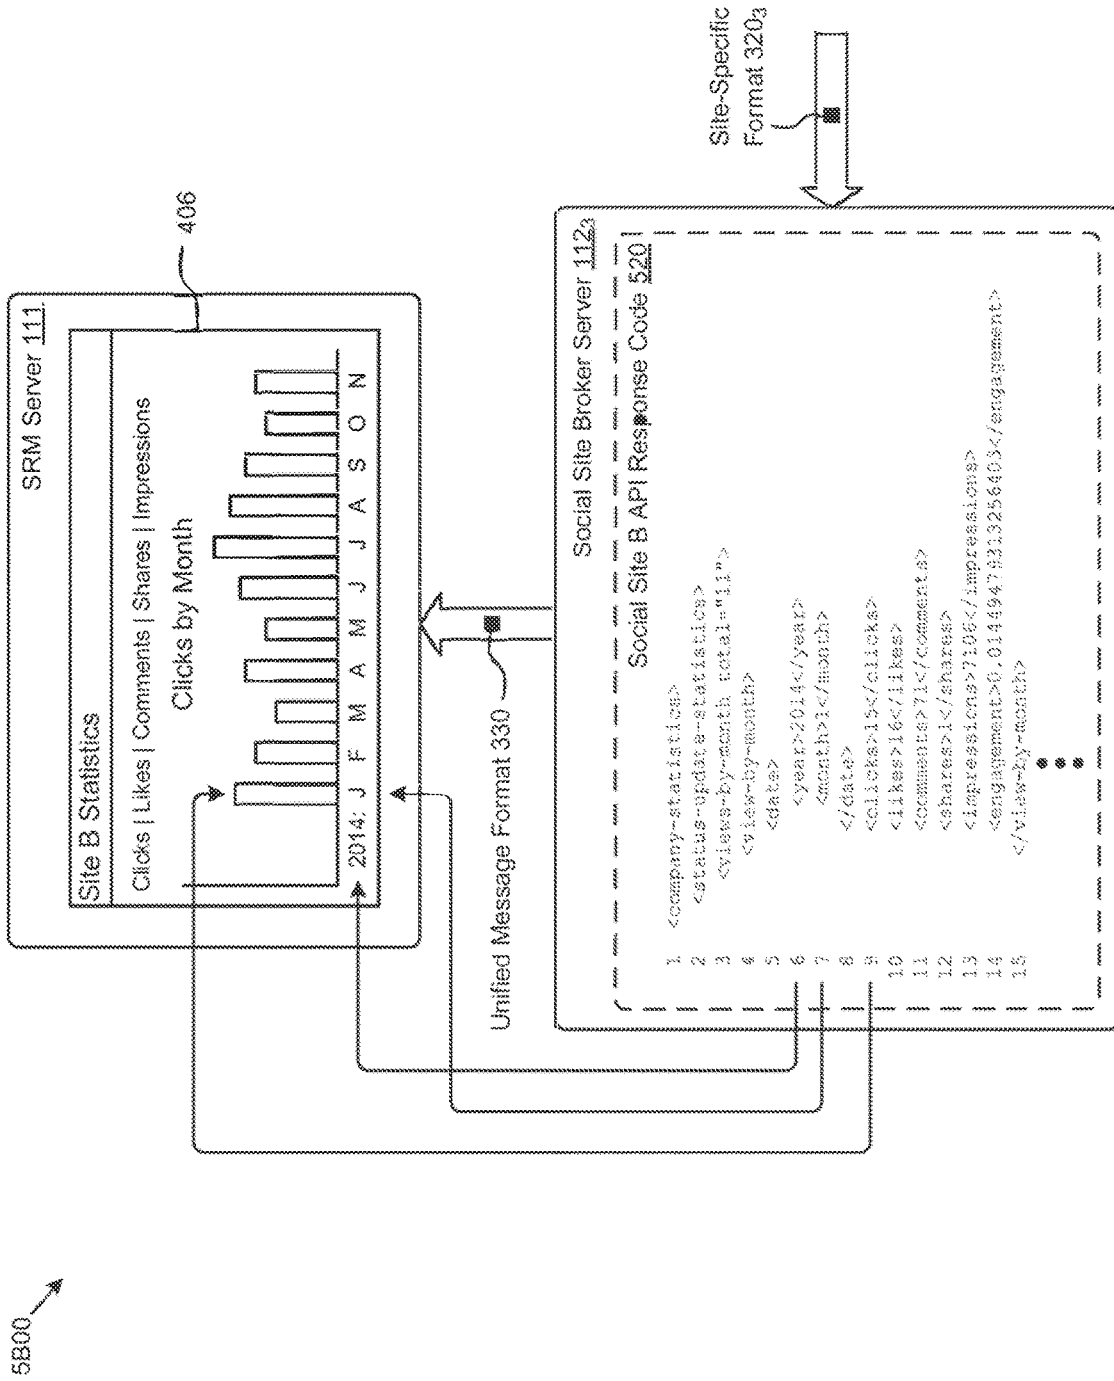 5B00
SRM Server 111
Site B Statistics
Clicks | Likes | Comments | Shares | Impressions
Clicks by Month
2014: J F M A M J J A S O N
406
Unified Message Format 330
Social Site Broker Server 112₃
Social Site B API Response Code 520
1 <company-statistics>
2 <status-update-statistics>
3 <views-by-month total="11">
4 <view-by-month>
5 <date>
6 <year>2014</year>
7 <month>1</month>
8 </date>
9 <clicks>15</clicks>
10 <likes>16</likes>
11 <comments>71</comments>
12 <shares>1</shares>
13 <impressions>7106</impressions>
14 <engagement>0.01449479313256403</engagement>
15 </view-by-month>
Site-Specific
Format 320₃